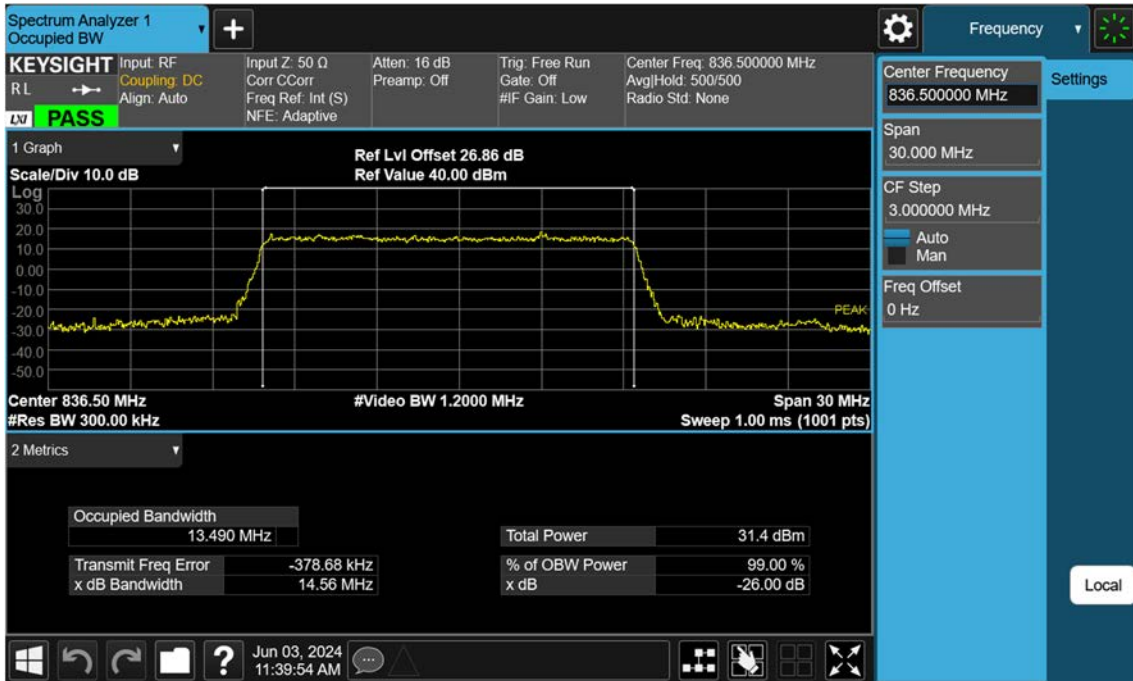 Spectrum Analyzer 1
Occupied BW
Frequency
KEYSIGHT
R L
LXI PASS
Input: RF
Coupling: DC
Align: Auto
Input Z: 50 Ω
Corr CCorr
Freq Ref: Int (S)
NFE: Adaptive
Atten: 16 dB
Preamp: Off
Trig: Free Run
Gate: Off
#IF Gain: Low
Center Freq: 836.500000 MHz
Avg|Hold: 500/500
Radio Std: None
Center Frequency
836.500000 MHz
Settings
Span
30.000 MHz
CF Step
3.000000 MHz
Auto
Man
Freq Offset
0 Hz
1 Graph
Scale/Div 10.0 dB
Ref Lvl Offset 26.86 dB
Ref Value 40.00 dBm
Log
30.0
20.0
10.0
0.00
-10.0
-20.0
-30.0
-40.0
-50.0
PEAK
Center 836.50 MHz
#Video BW 1.2000 MHz
Span 30 MHz
#Res BW 300.00 kHz
Sweep 1.00 ms (1001 pts)
2 Metrics
Occupied Bandwidth
13.490 MHz
Total Power 31.4 dBm
Transmit Freq Error -378.68 kHz
% of OBW Power 99.00 %
x dB Bandwidth 14.56 MHz
x dB -26.00 dB
Local
?
Jun 03, 2024
11:39:54 AM